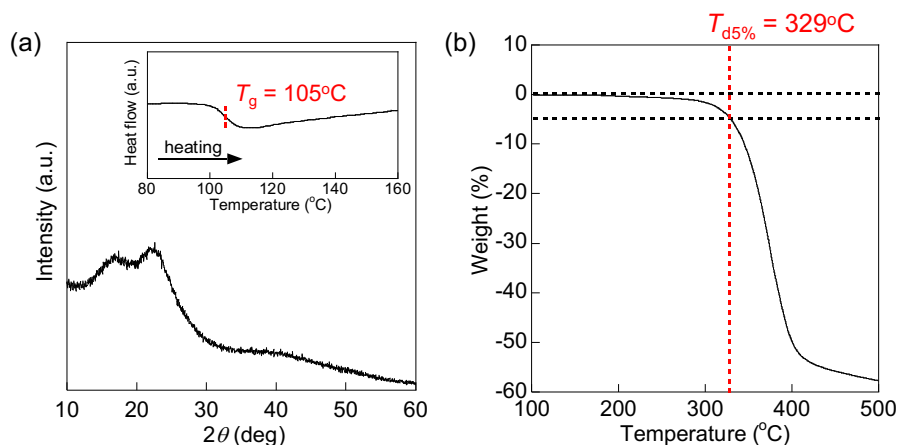 (a)
Heat flow (a.u.)
Tg = 105oC
heating
80 100 120 140 160
Temperature (oC)
Intensity (a.u.)
10 20 30 40 50 60
2θ (deg)
(b)
Td5% = 329oC
10
0
-10
-20
-30
-40
-50
-60
Weight (%)
100 200 300 400 500
Temperature (oC)